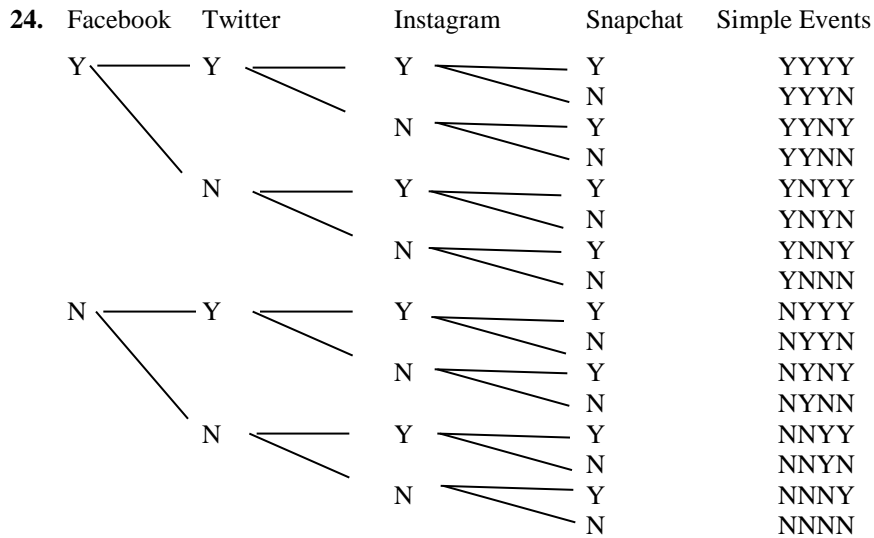 24. Facebook Twitter Instagram Snapchat Simple Events
Y Y Y Y YYYY
N YYYN
N Y YYNY
N YYNN
N Y Y YNYY
N YNYN
N Y YNNY
N YNNN
N Y Y Y NYYY
N NYYN
N Y NYNY
N NYNN
N Y Y NNYY
N NNYN
N Y NNNY
N NNNN